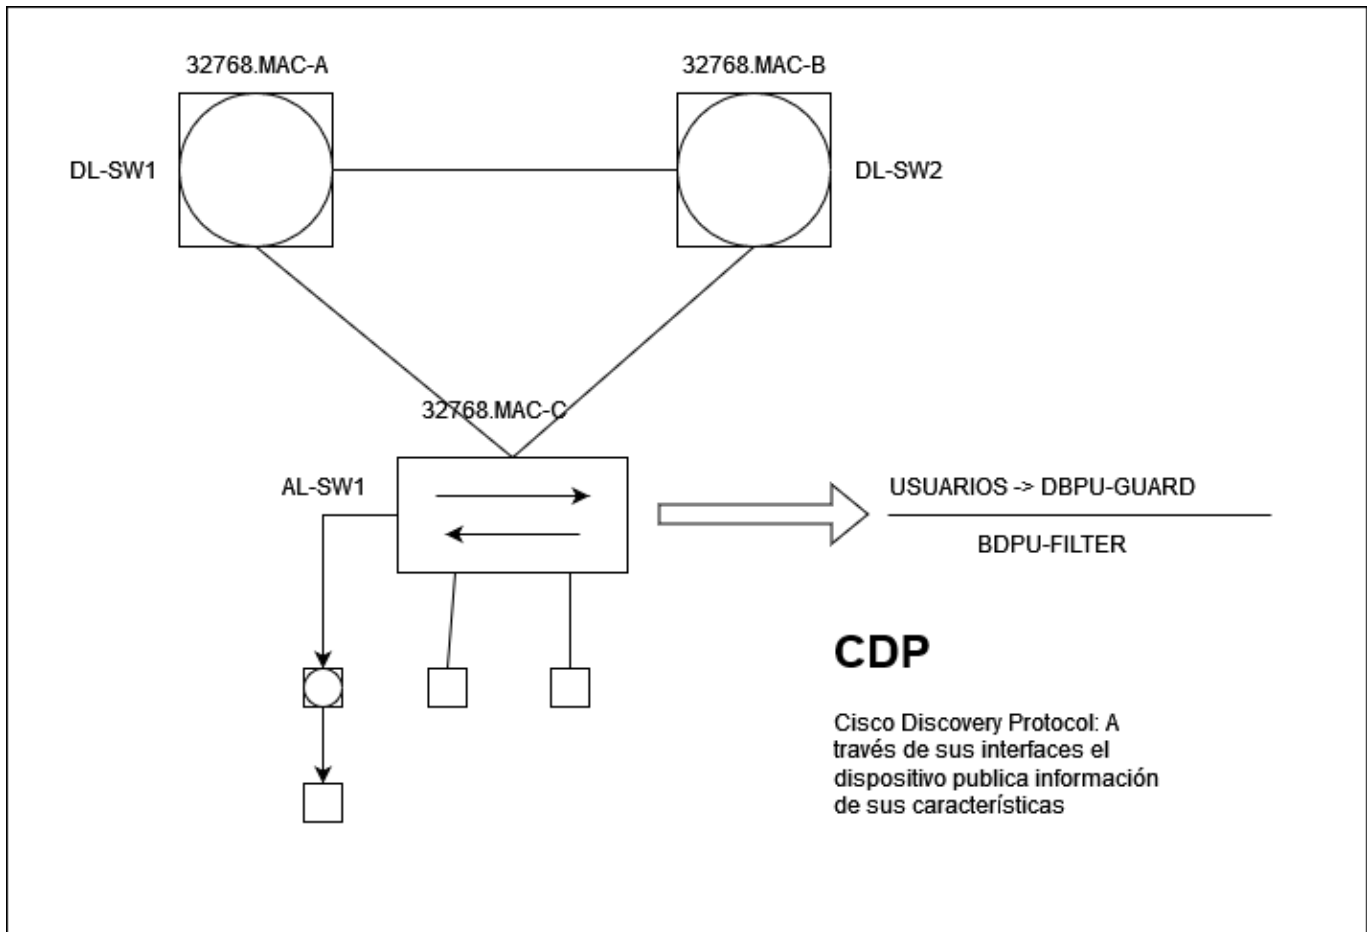 32768.MAC-A
32768.MAC-B
DL-SW1
DL-SW2
32768.MAC-C
AL-SW1
USUARIOS -> DBPU-GUARD
BDPU-FILTER
CDP
Cisco Discovery Protocol: A
través de sus interfaces el
dispositivo publica información
de sus características